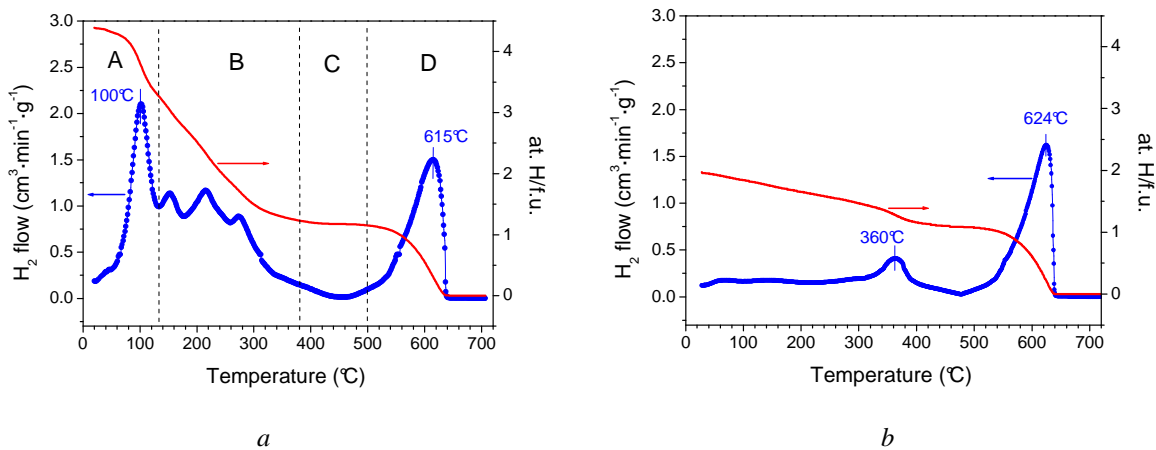 3.0
2.5
2.0
1.5
1.0
0.5
0.0
H₂ flow (cm³·min⁻¹·g⁻¹)
A
B
C
D
100°C
615°C
4
3
2
1
0
at. H/f.u.
0 100 200 300 400 500 600 700
Temperature (°C)
a
3.0
2.5
2.0
1.5
1.0
0.5
0.0
H₂ flow (cm³·min⁻¹·g⁻¹)
360°C
624°C
4
3
2
1
0
at. H/f.u.
0 100 200 300 400 500 600 700
Temperature (°C)
b